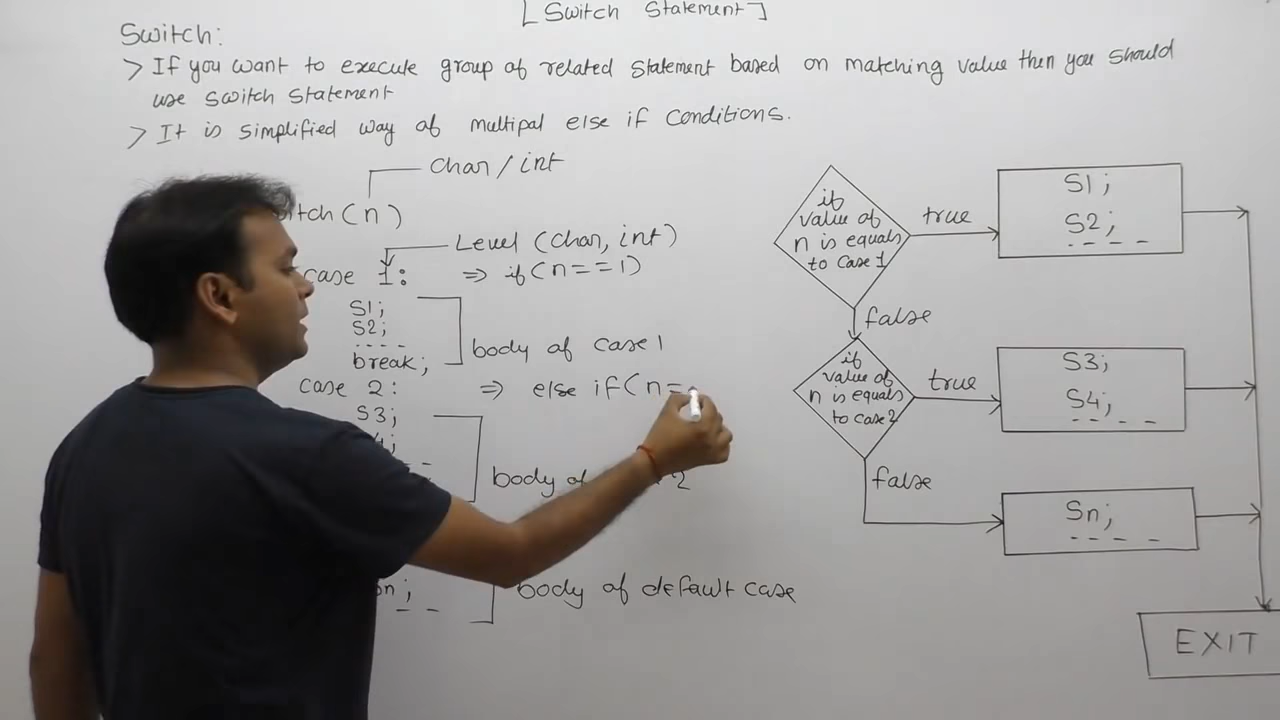 [Switch Statement]
Switch:
> If you want to execute group of related statement based on matching value then you should
use switch statement
> It is simplified way of multipal else if conditions.
char / int
(n)
Level (char, int)
case 1: => if(n==1)
S1;
S2;
- - - -
break;
body of case 1
case 2: => else if(n=
S3;
body 2
body of default case
if
value of
n is equals
to case 1
true
S1;
S2;
- - - -
false
if
value of
n is equals
to case 2
true
S3;
S4;
- - - -
false
Sn;
- - - -
EXIT